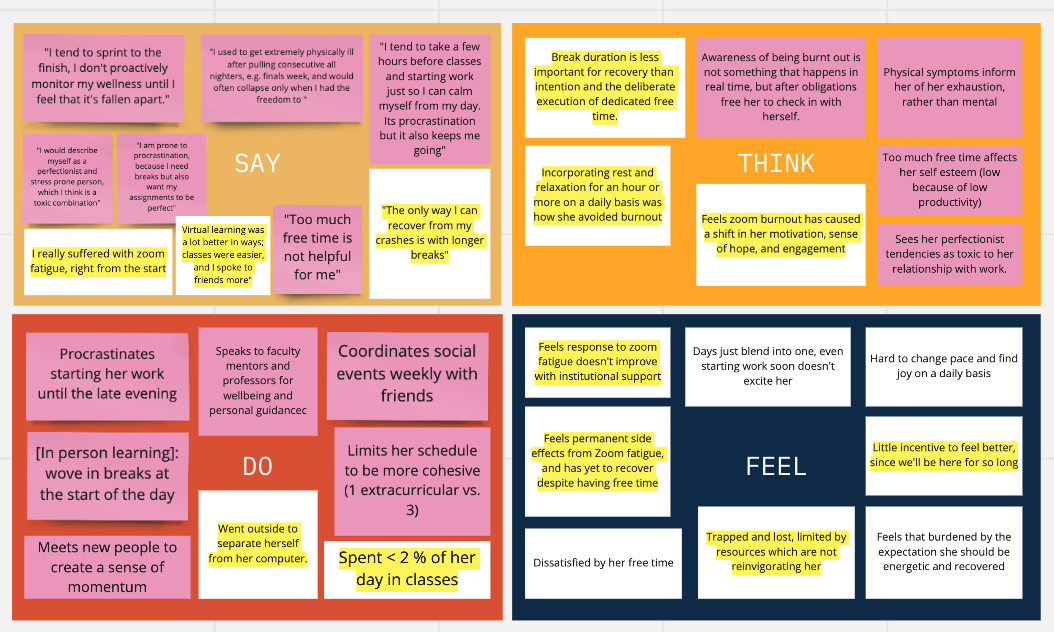 "I tend to sprint to the
finish, I don't proactively
monitor my wellness until I
feel that it's fallen apart."
"I used to get extremely physically ill
after pulling consecutive all
nighters, e.g. finals week, and would
often collapse only when I had the
freedom to "
"I tend to take a few
hours before classes
and starting work
just so I can calm
myself from my day.
Its procrastination
but it also keeps me
going"
"I would describe
myself as a
perfectionist and
stress prone person,
which I think is a
toxic combination"
"I am prone to
procrastination,
because I need
breaks but also
want my
assignments to be
perfect"
SAY
"The only way I can
recover from my
crashes is with longer
breaks"
I really suffered with zoom
fatigue, right from the start
Virtual learning was
a lot better in ways;
classes were easier,
and I spoke to
friends more"
"Too much
free time is
not helpful
for me"
Break duration is less
important for recovery than
intention and the deliberate
execution of dedicated free
time.
Awareness of being burnt out is
not something that happens in
real time, but after obligations
free her to check in with
herself.
Physical symptoms inform
her of her exhaustion,
rather than mental
Incorporating rest and
relaxation for an hour or
more on a daily basis was
how she avoided burnout
THINK
Too much free time affects
her self esteem (low
because of low
productivity)
Feels zoom burnout has caused
a shift in her motivation, sense
of hope, and engagement
Sees her perfectionist
tendencies as toxic to her
relationship with work.
Procrastinates
starting her work
until the late evening
Speaks to faculty
mentors and
professors for
wellbeing and
personal guidancec
Coordinates social
events weekly with
friends
[In person learning]:
wove in breaks at
the start of the day
DO
Limits her schedule
to be more cohesive
(1 extracurricular vs.
3)
Meets new people to
create a sense of
momentum
Went outside to
separate herself
from her computer.
Spent < 2 % of her
day in classes
Feels response to zoom
fatigue doesn't improve
with institutional support
Days just blend into one, even
starting work soon doesn't
excite her
Hard to change pace and find
joy on a daily basis
Feels permanent side
effects from Zoom fatigue,
and has yet to recover
despite having free time
FEEL
Little incentive to feel better,
since we'll be here for so long
Dissatisfied by her free time
Trapped and lost, limited by
resources which are not
reinvigorating her
Feels that burdened by the
expectation she should be
energetic and recovered